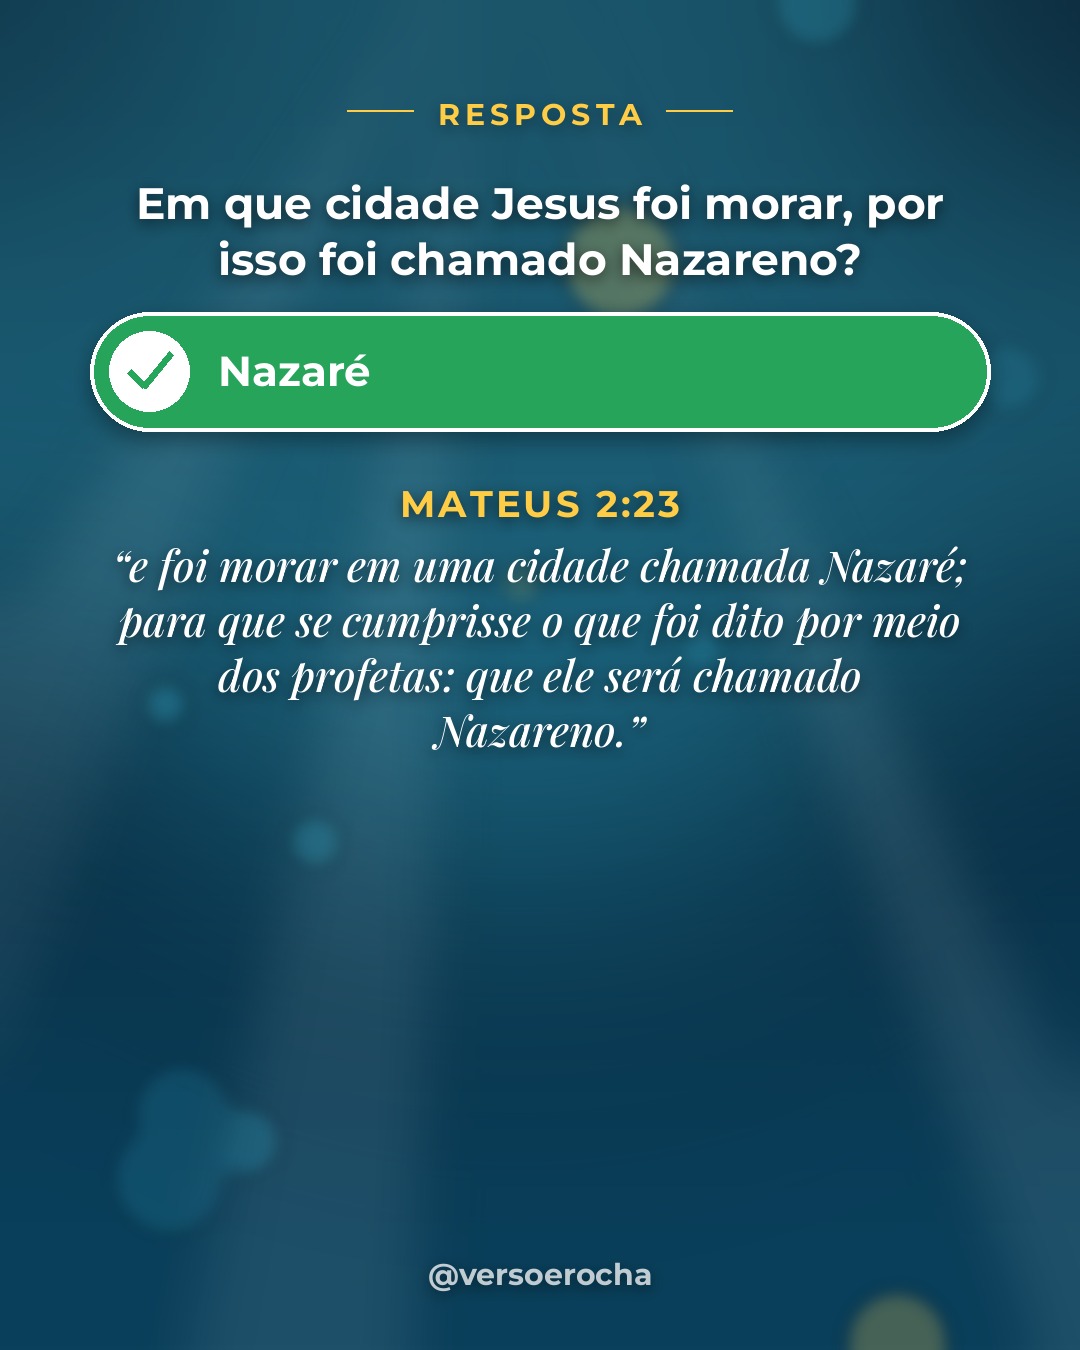 RESPOSTA
Em que cidade Jesus foi morar, por
isso foi chamado Nazareno?
Nazaré
MATEUS 2:23
“e foi morar em uma cidade chamada Nazaré;
para que se cumprisse o que foi dito por meio
dos profetas: que ele será chamado
Nazareno.”
@versoerocha